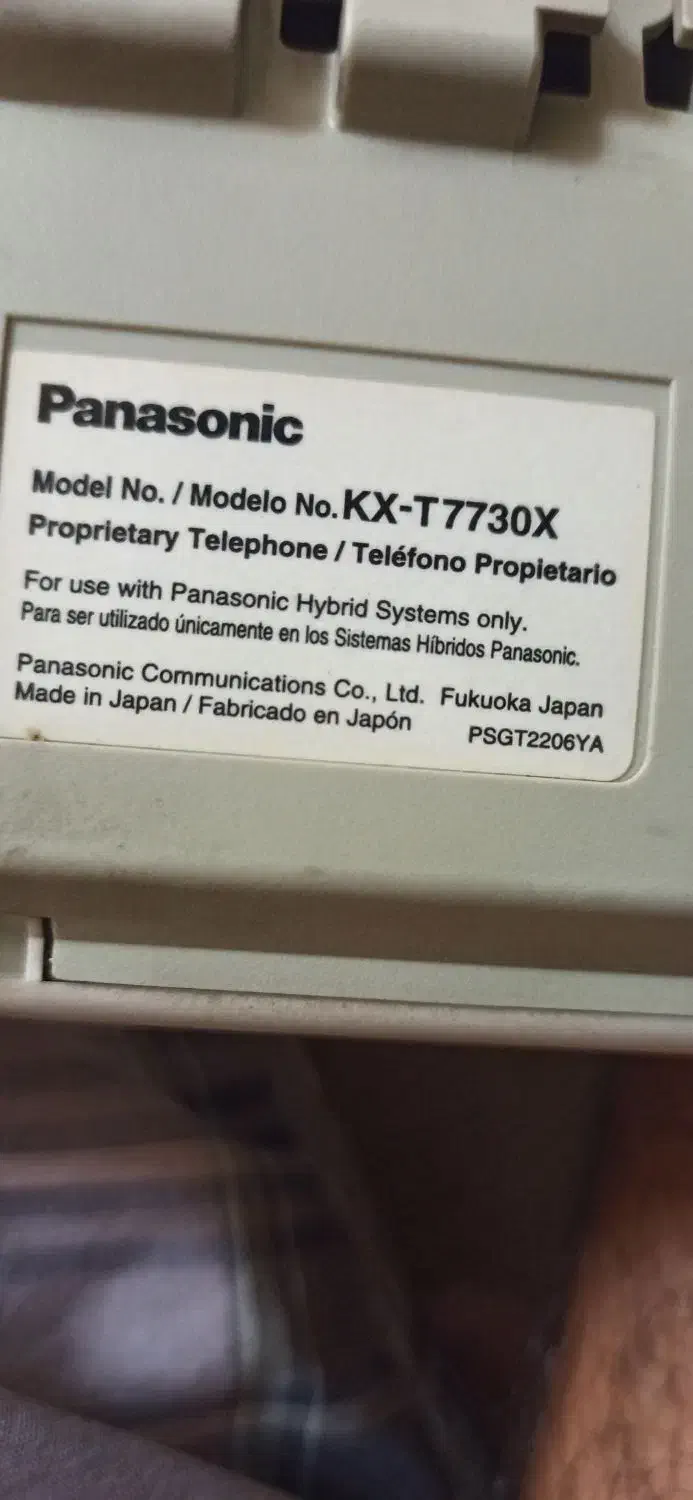 Panasonic
Model No. / Modelo No. KX-T7730X
Proprietary Telephone / Teléfono Propietario
For use with Panasonic Hybrid Systems only.
Para ser utilizado únicamente en los Sistemas Híbridos Panasonic.
Panasonic Communications Co., Ltd. Fukuoka Japan
Made in Japan / Fabricado en Japón PSGT2206YA